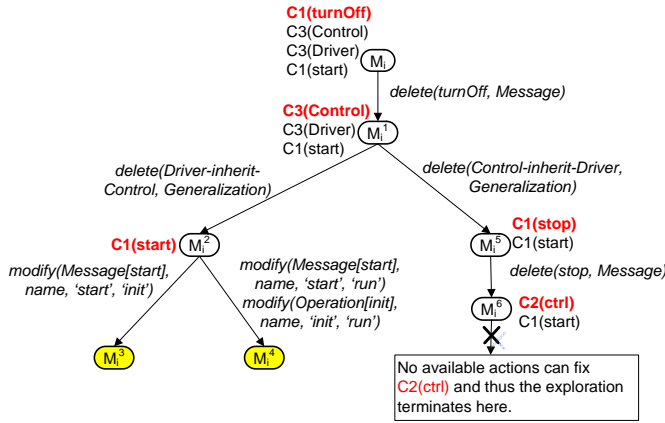 C1(turnOff)
C3(Control)
C3(Driver)
C1(start)
Mi
delete(turnOff, Message)
C3(Control)
C3(Driver)
C1(start)
Mi1
delete(Driver-inherit-
Control, Generalization)
delete(Control-inherit-Driver,
Generalization)
C1(start)
Mi2
C1(stop)
C1(start)
Mi5
modify(Message[start],
name, 'start', 'init')
modify(Message[start],
name, 'start', 'run')
modify(Operation[init],
name, 'init', 'run')
delete(stop, Message)
Mi6
C2(ctrl)
C1(start)
Mi3
Mi4
No available actions can fix
C2(ctrl) and thus the exploration
terminates here.